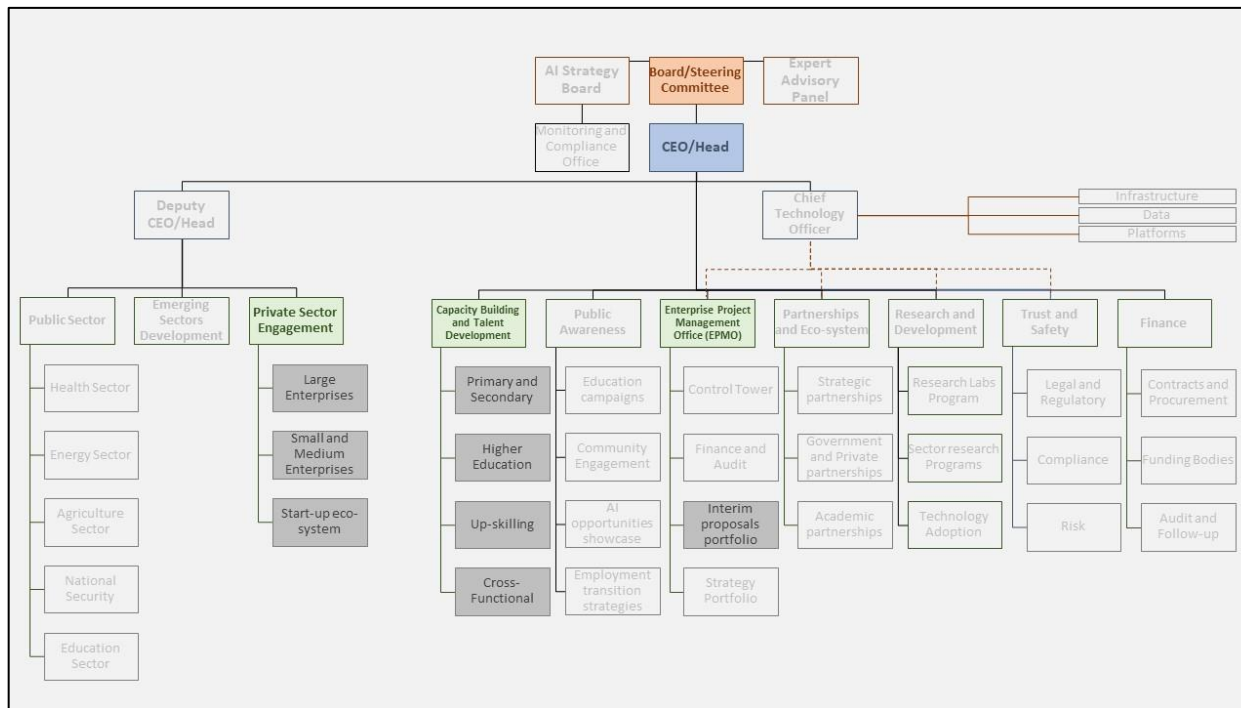 AI Strategy
Board
Board/Steering
Committee
Expert
Advisory
Panel
Monitoring and
Compliance
Office
CEO/Head
Deputy
CEO/Head
Chief
Technology
Officer
Infrastructure
Data
Platforms
Public Sector
Emerging
Sectors
Development
Private Sector
Engagement
Capacity Building
and Talent
Development
Public
Awareness
Enterprise Project
Management
Office (EPMO)
Partnerships
and Eco-system
Research and
Development
Trust and
Safety
Finance
Health Sector
Energy Sector
Agriculture
Sector
National
Security
Education
Sector
Large
Enterprises
Small and
Medium
Enterprises
Start-up eco-
system
Primary and
Secondary
Higher
Education
Up-skilling
Cross-
Functional
Education
campaigns
Community
Engagement
AI
opportunities
showcase
Employment
transition
strategies
Control Tower
Finance and
Audit
Interim
proposals
portfolio
Strategy
Portfolio
Strategic
partnerships
Government
and Private
partnerships
Academic
partnerships
Research Labs
Program
Sector research
Programs
Technology
Adoption
Legal and
Regulatory
Compliance
Risk
Contracts and
Procurement
Funding Bodies
Audit and
Follow-up